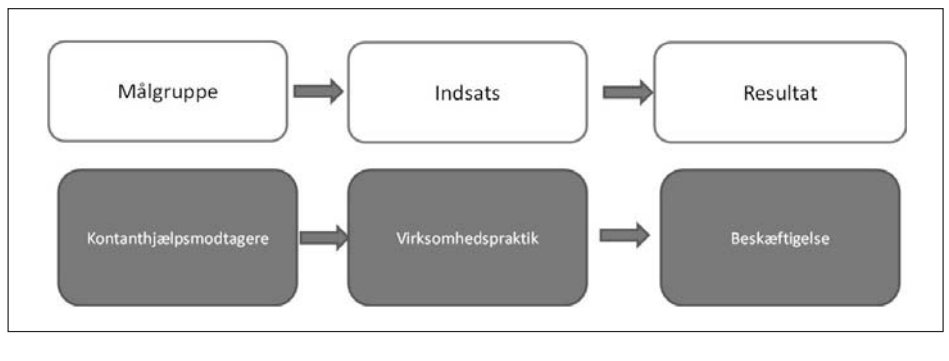 Målgruppe
Indsats
Resultat
Kontanthjælpsmodtagere
Virksomhedspraktik
Beskæftigelse